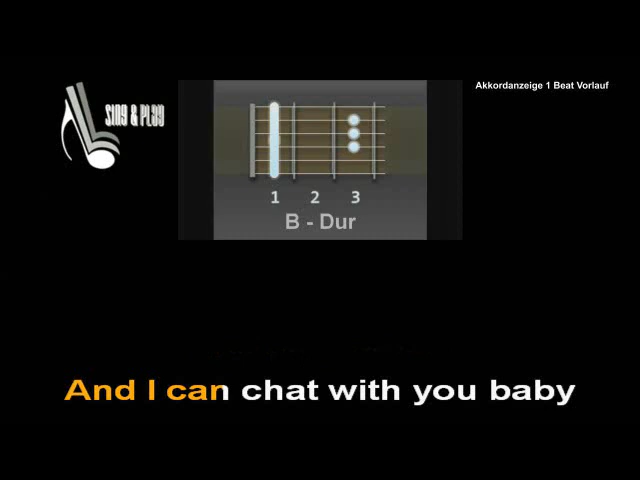 Akkordanzeige 1 Beat Vorlauf
SING & PLAY
1 2 3
B - Dur
And I can chat with you baby